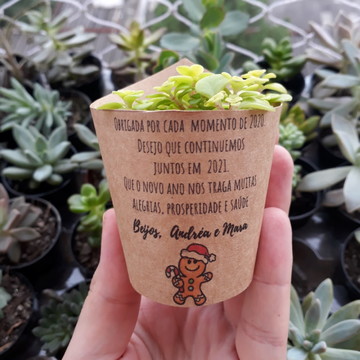 Obrigada por cada momento de 2020.
Desejo que continuemos
juntos em 2021.
Que o novo ano nos traga muitas
alegrias, prosperidade e saúde
Beijos, Andréa e Mara